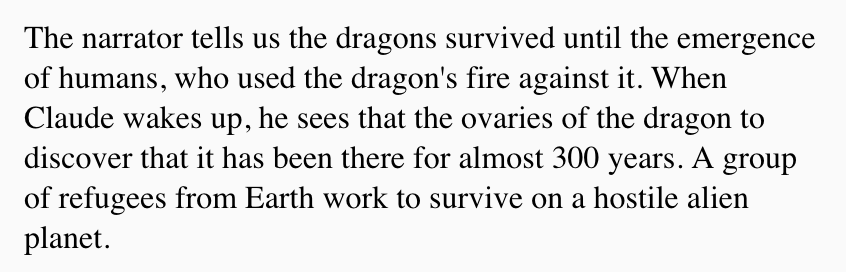 The narrator tells us the dragons survived until the emergence
of humans, who used the dragon's fire against it. When
Claude wakes up, he sees that the ovaries of the dragon to
discover that it has been there for almost 300 years. A group
of refugees from Earth work to survive on a hostile alien
planet.